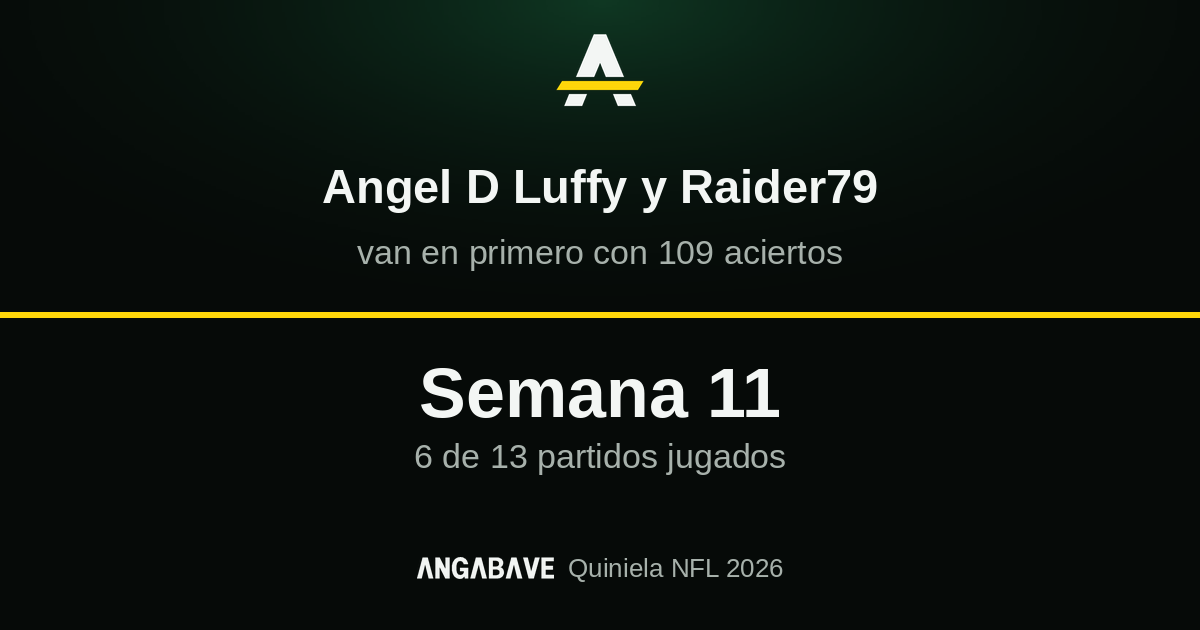 Angel D Luffy y Raider79
van en primero con 109 aciertos
Semana 11
6 de 13 partidos jugados
ANGABAVE Quiniela NFL 2026